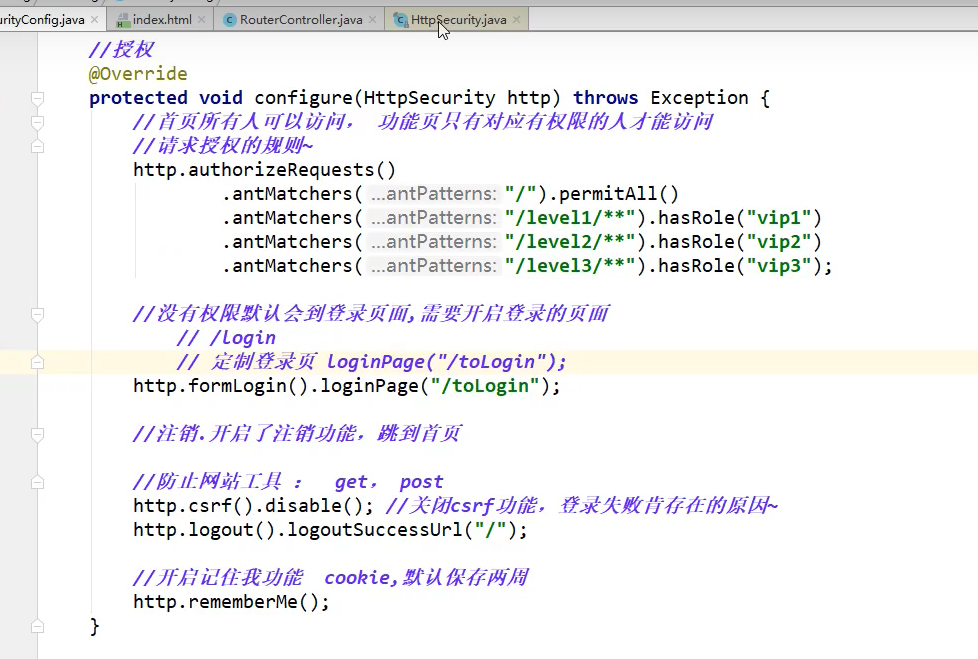 urityConfig.java × index.html × RouterController.java × HttpSecurity.java ×
//授权
@Override
protected void configure(HttpSecurity http) throws Exception {
//首页所有人可以访问， 功能页只有对应有权限的人才能访问
//请求授权的规则~
http.authorizeRequests()
.antMatchers( ...antPatterns: "/").permitAll()
.antMatchers( ...antPatterns: "/level1/**").hasRole("vip1")
.antMatchers( ...antPatterns: "/level2/**").hasRole("vip2")
.antMatchers( ...antPatterns: "/level3/**").hasRole("vip3");
//没有权限默认会到登录页面,需要开启登录的页面
// /login
// 定制登录页 loginPage("/toLogin");
http.formLogin().loginPage("/toLogin");
//注销.开启了注销功能，跳到首页
//防止网站工具 ： get， post
http.csrf().disable(); //关闭csrf功能，登录失败肯存在的原因~
http.logout().logoutSuccessUrl("/");
//开启记住我功能 cookie,默认保存两周
http.rememberMe();
}